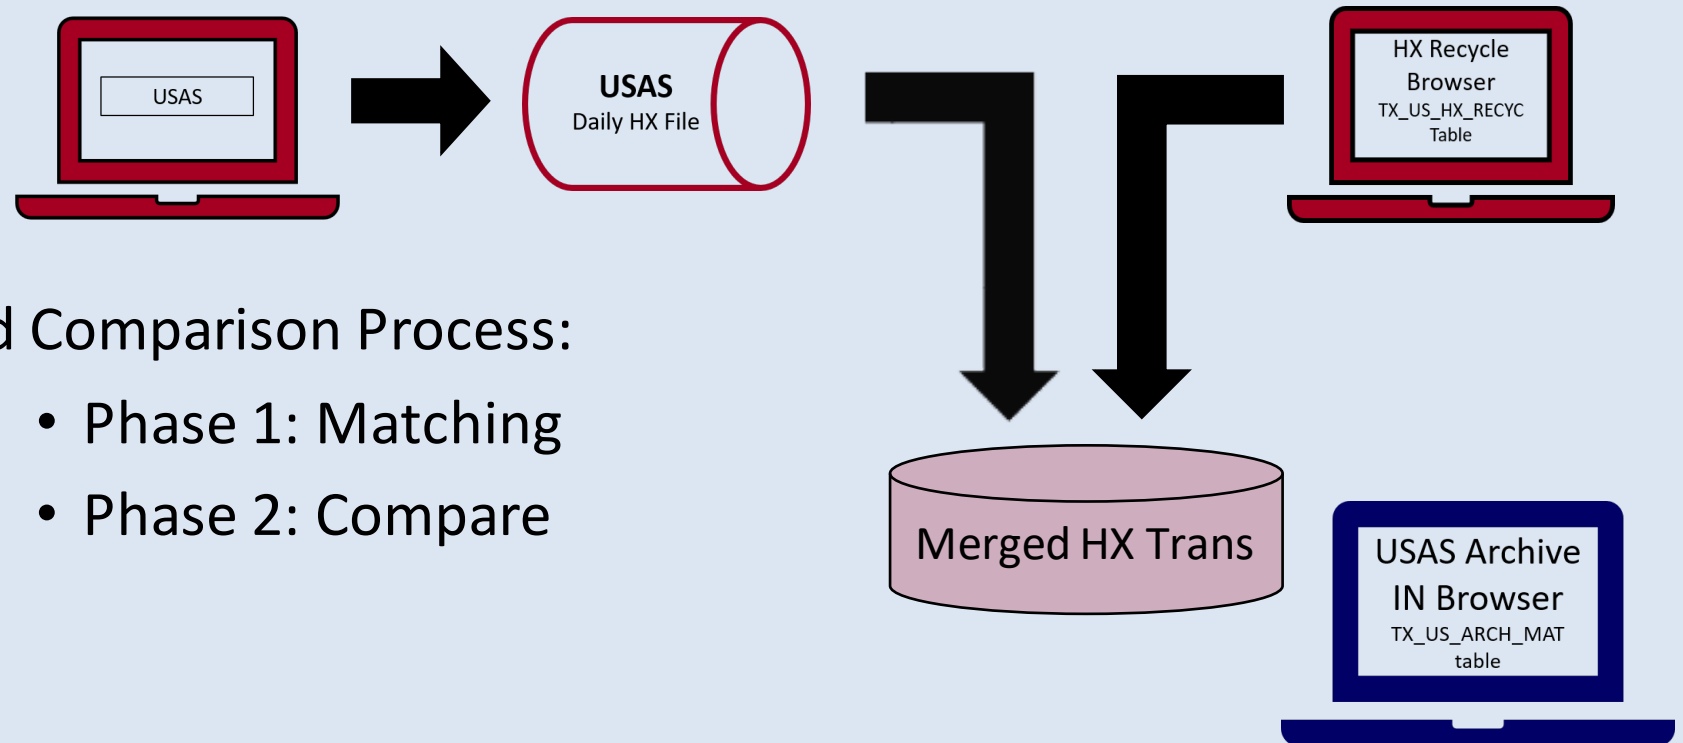 USAS
USAS
Daily HX File
HX Recycle
Browser
TX_US_HX_RECYC
Table
Comparison Process:
• Phase 1: Matching
• Phase 2: Compare
Merged HX Trans
USAS Archive
IN Browser
TX_US_ARCH_MAT
table